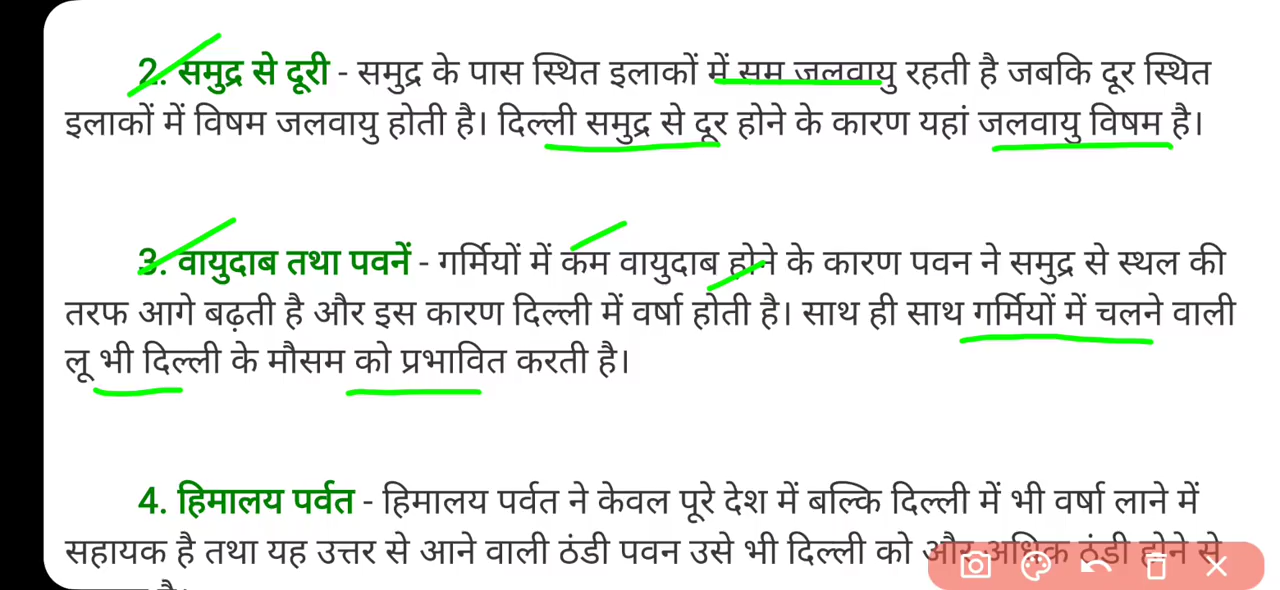 2. समुद्र से दूरी - समुद्र के पास स्थित इलाकों में सम जलवायु रहती है जबकि दूर स्थित
इलाकों में विषम जलवायु होती है। दिल्ली समुद्र से दूर होने के कारण यहां जलवायु विषम है।
3. वायुदाब तथा पवनें - गर्मियों में कम वायुदाब होने के कारण पवन ने समुद्र से स्थल की
तरफ आगे बढ़ती है और इस कारण दिल्ली में वर्षा होती है। साथ ही साथ गर्मियों में चलने वाली
लू भी दिल्ली के मौसम को प्रभावित करती है।
4. हिमालय पर्वत - हिमालय पर्वत ने केवल पूरे देश में बल्कि दिल्ली में भी वर्षा लाने में
सहायक है तथा यह उत्तर से आने वाली ठंडी पवन उसे भी दिल्ली को और अधिक ठंडी होने से